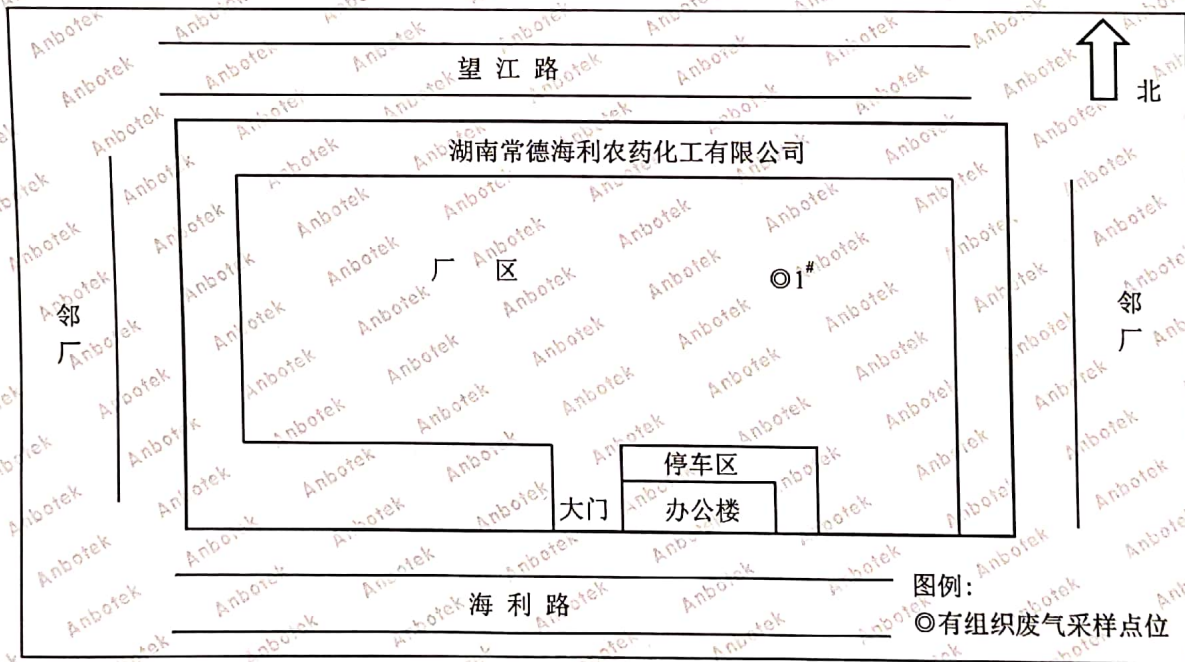 望江路
北
湖南常德海利农药化工有限公司
厂 区
◎1#
邻厂
邻厂
停车区
大门
办公楼
海利路
图例:
◎有组织废气采样点位
Anbotek